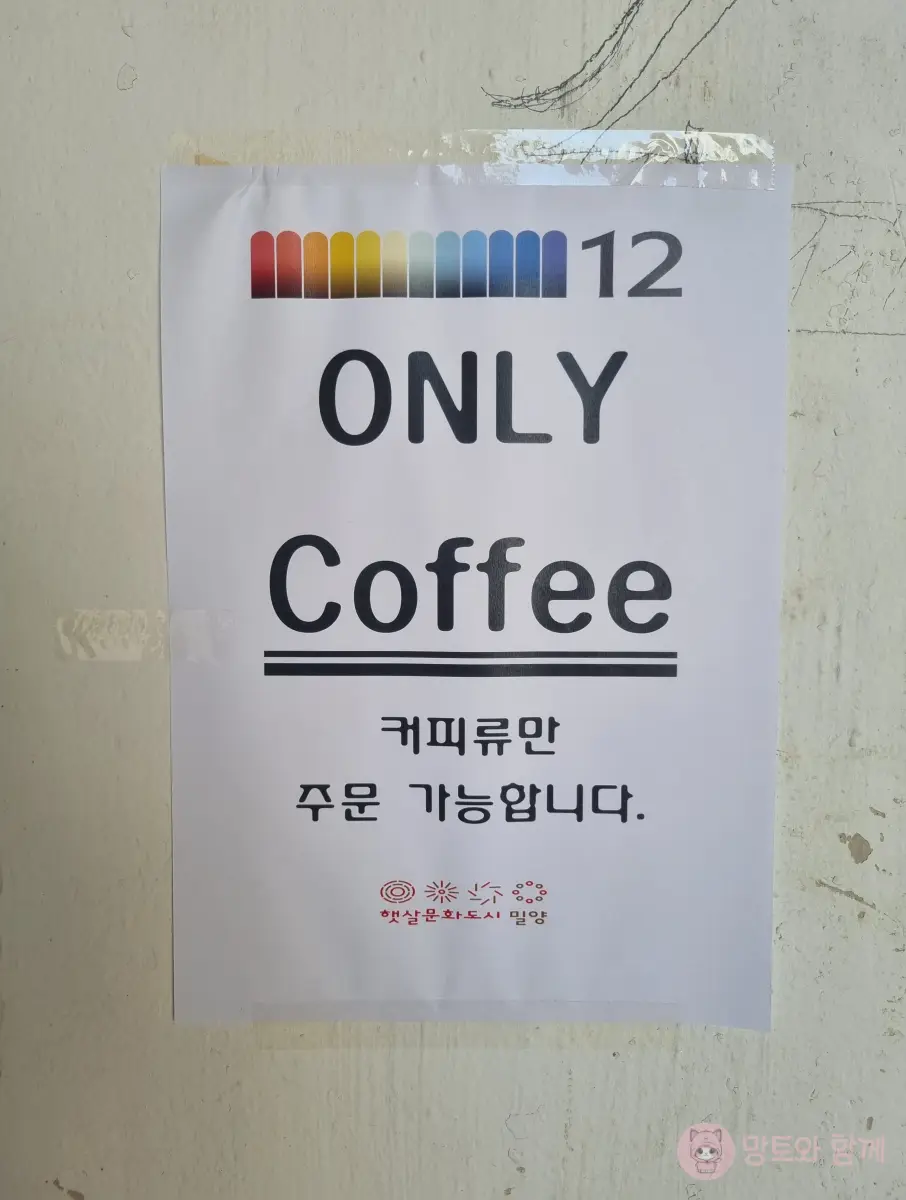 12
ONLY
Coffee
커피류만
주문 가능합니다.
햇살문화도시 밀양
망토와 함께